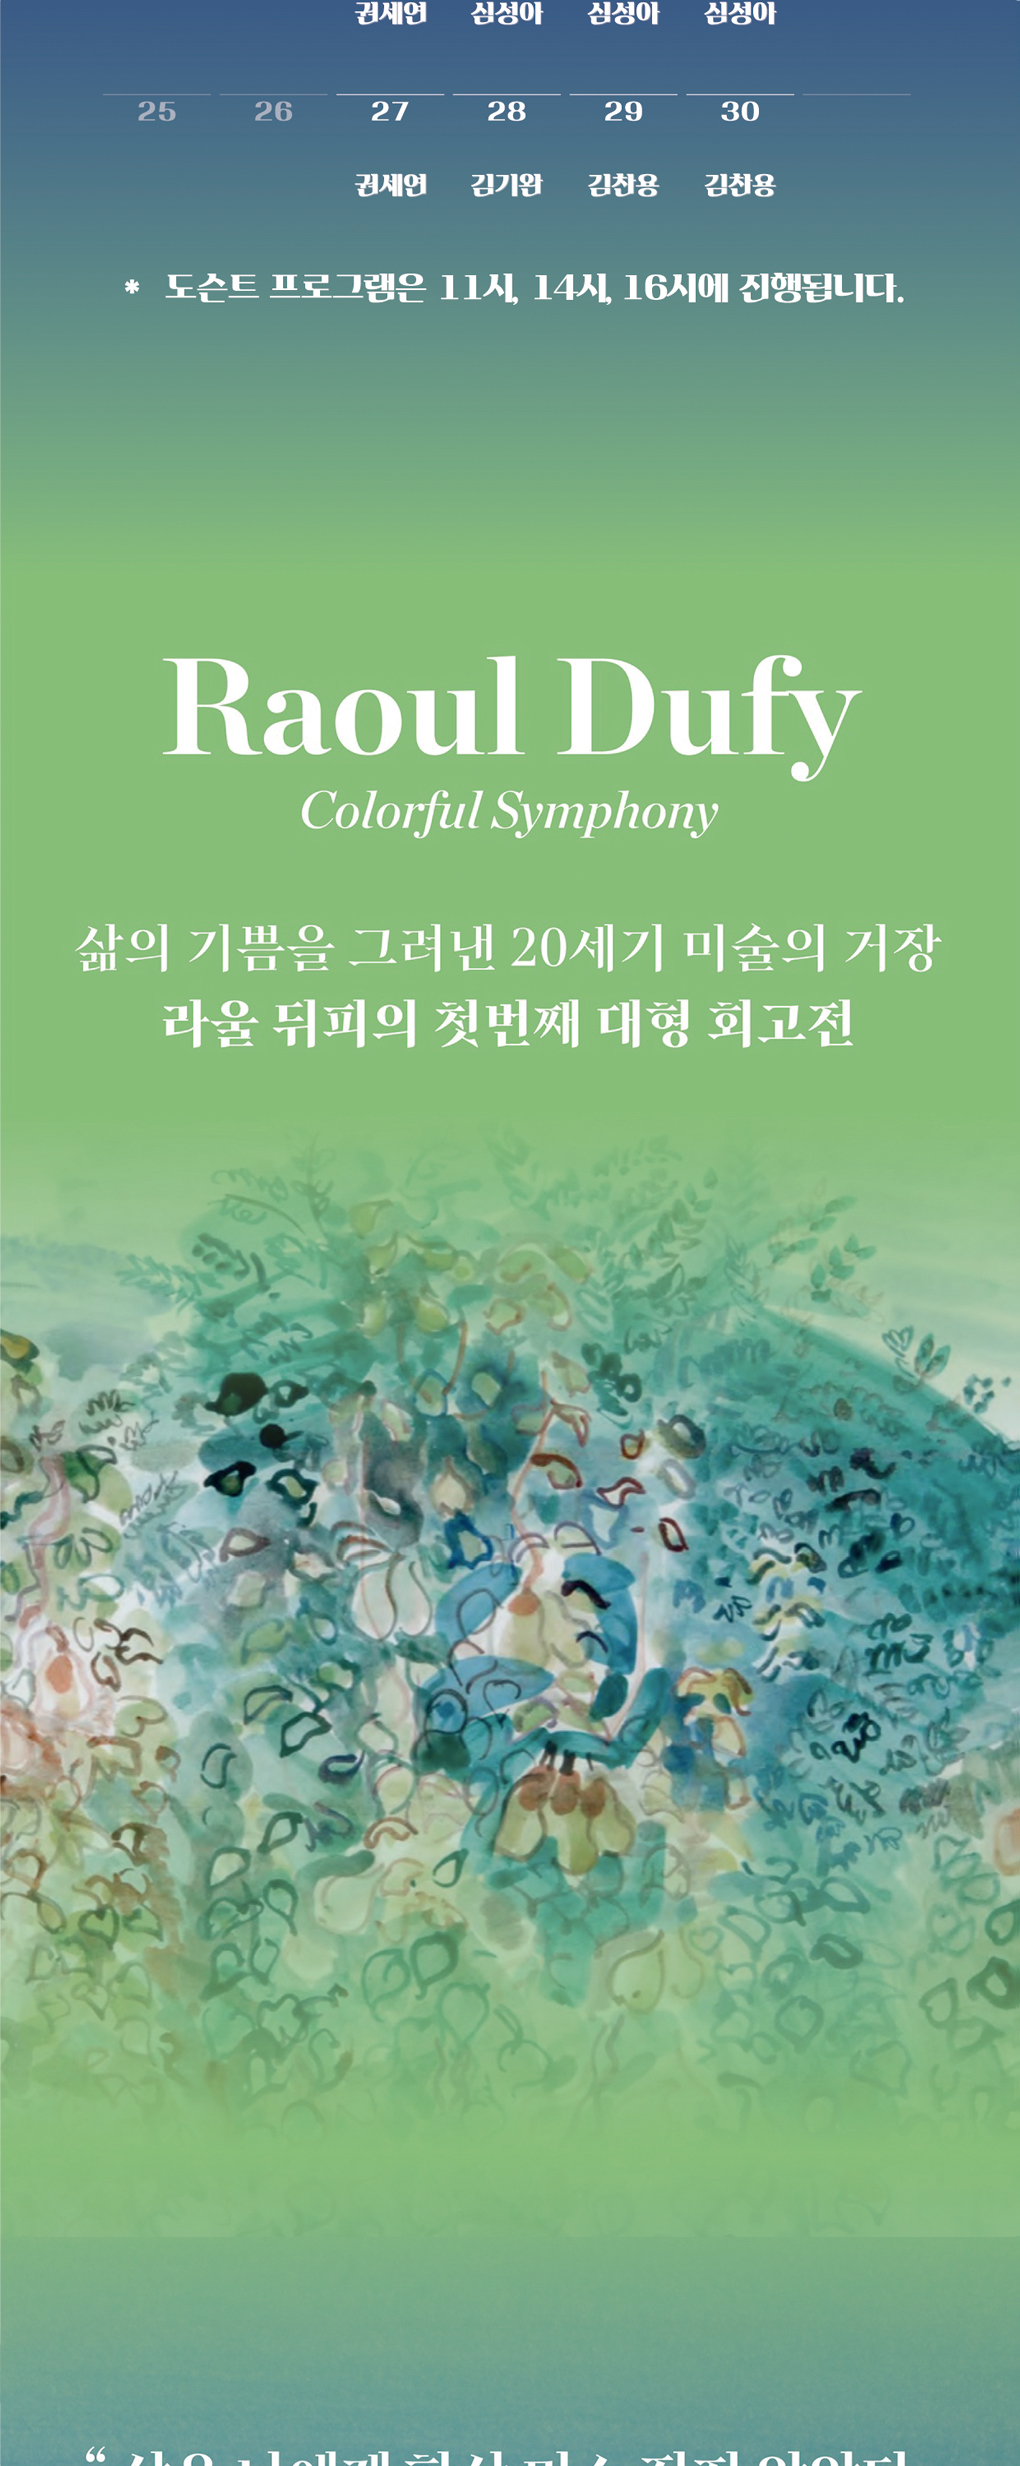 권세연 심성아 심성아 심성아
25 26 27 28 29 30
권세연 김기완 김찬용 김찬용
* 도슨트 프로그램은 11시, 14시, 16시에 진행됩니다.
Raoul Dufy
Colorful Symphony
삶의 기쁨을 그려낸 20세기 미술의 거장
라울 뒤피의 첫번째 대형 회고전